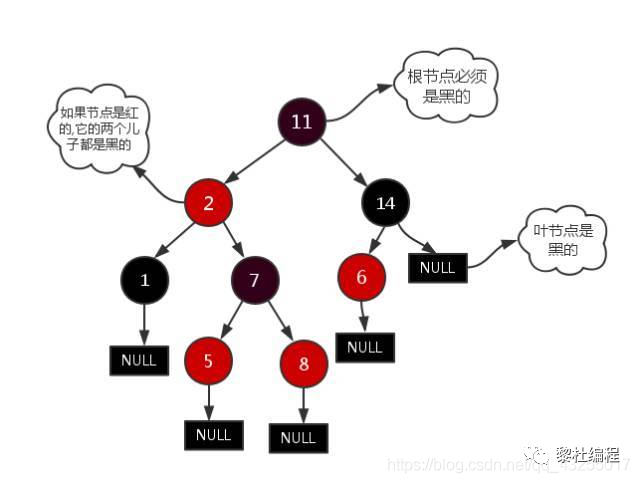 根节点必须
是黑的
如果节点是红
的,它的两个儿
子都是黑的
11
2
14
叶节点是
黑的
1
7
6
NULL
NULL
5
8
NULL
NULL
NULL
黎杜编程
https://blog.csdn.net/qq_43255017